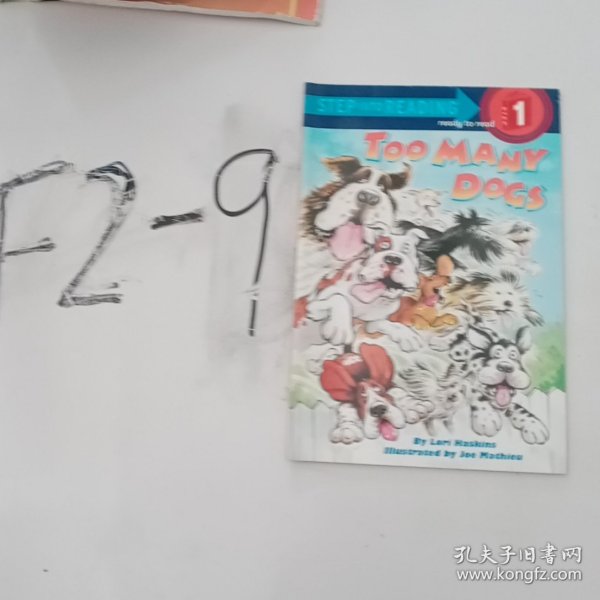 F2-9
STEP INTO READING
ready to read
STEP 1
TOO MANY
DOGS
By Lori Haskins
Illustrated by Joe Mathieu
孔夫子旧书网
www.kongfz.com